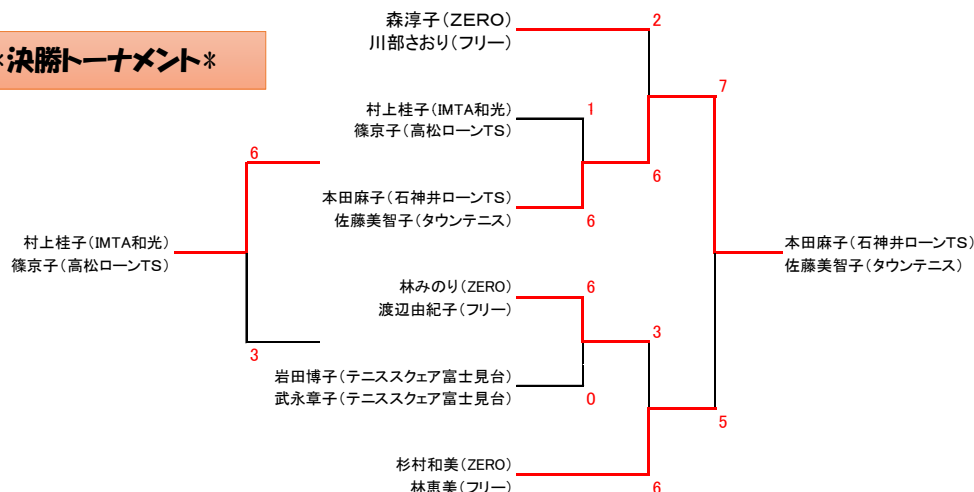 *決勝トーナメント*
森淳子(ZERO)
川部さおり(フリー)
2
7
村上桂子(IMTA和光)
篠京子(高松ローンTS)
1
6
6
本田麻子(石神井ローンTS)
佐藤美智子(タウンテニス)
6
村上桂子(IMTA和光)
篠京子(高松ローンTS)
本田麻子(石神井ローンTS)
佐藤美智子(タウンテニス)
林みのり(ZERO)
渡辺由紀子(フリー)
6
3
3
岩田博子(テニススクェア富士見台)
武永章子(テニススクェア富士見台)
0
5
杉村和美(ZERO)
林恵美(フリー)
6